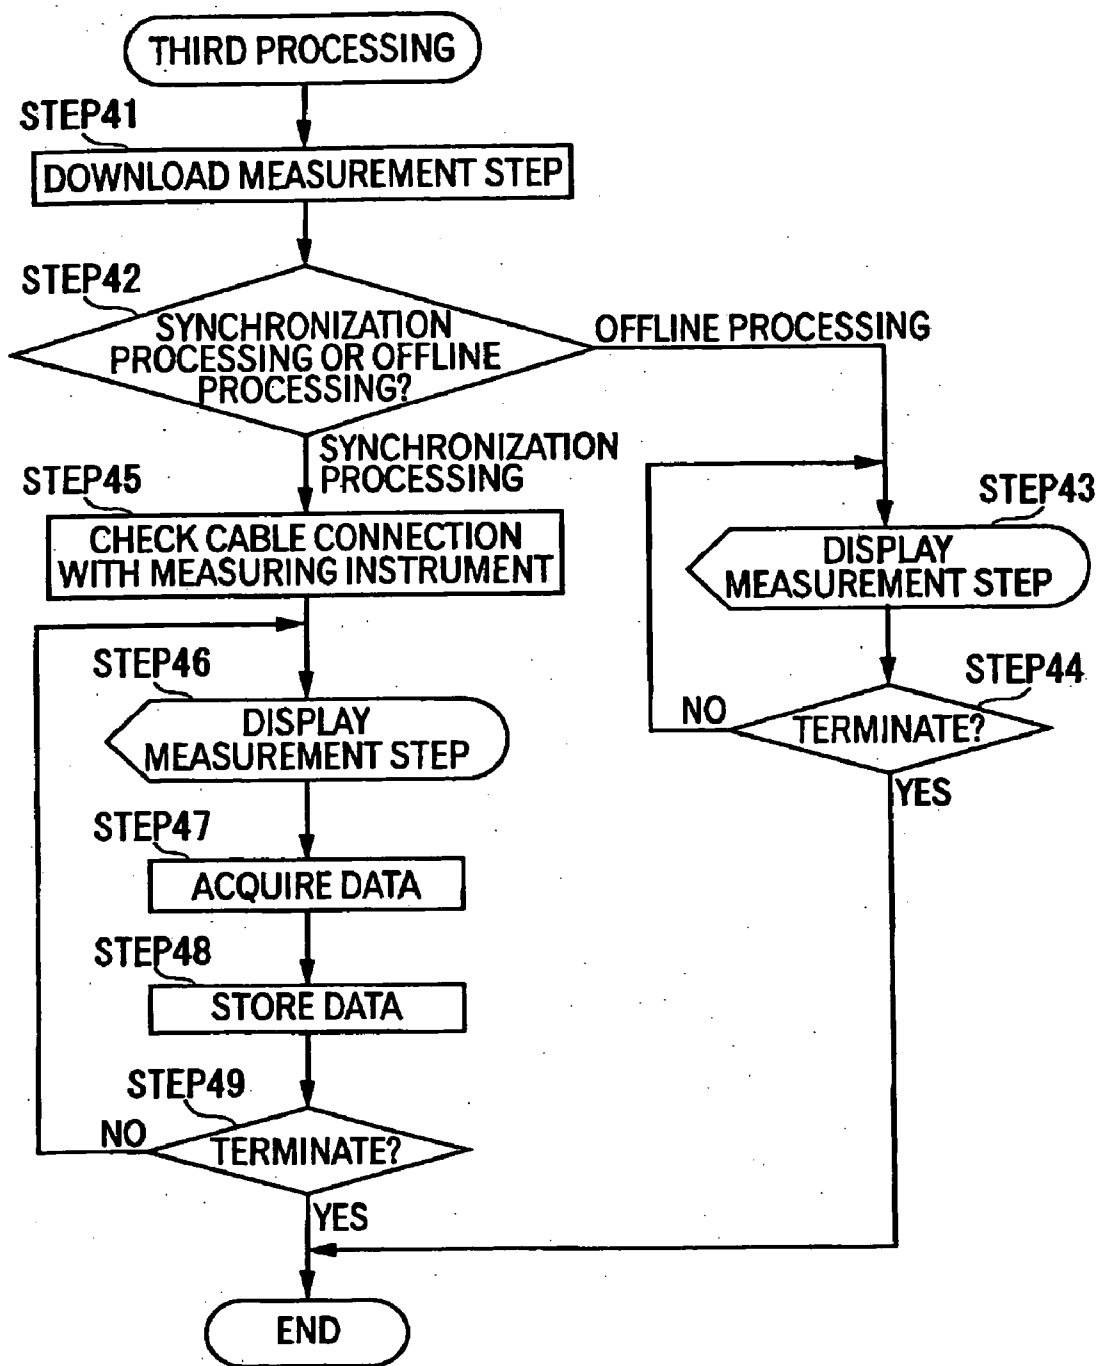 THIRD PROCESSING
STEP41
DOWNLOAD MEASUREMENT STEP
STEP42
SYNCHRONIZATION
PROCESSING OR OFFLINE
PROCESSING?
OFFLINE PROCESSING
SYNCHRONIZATION
PROCESSING
STEP43
DISPLAY
MEASUREMENT STEP
STEP44
TERMINATE?
NO
YES
STEP45
CHECK CABLE CONNECTION
WITH MEASURING INSTRUMENT
STEP46
DISPLAY
MEASUREMENT STEP
STEP47
ACQUIRE DATA
STEP48
STORE DATA
STEP49
TERMINATE?
NO
YES
END